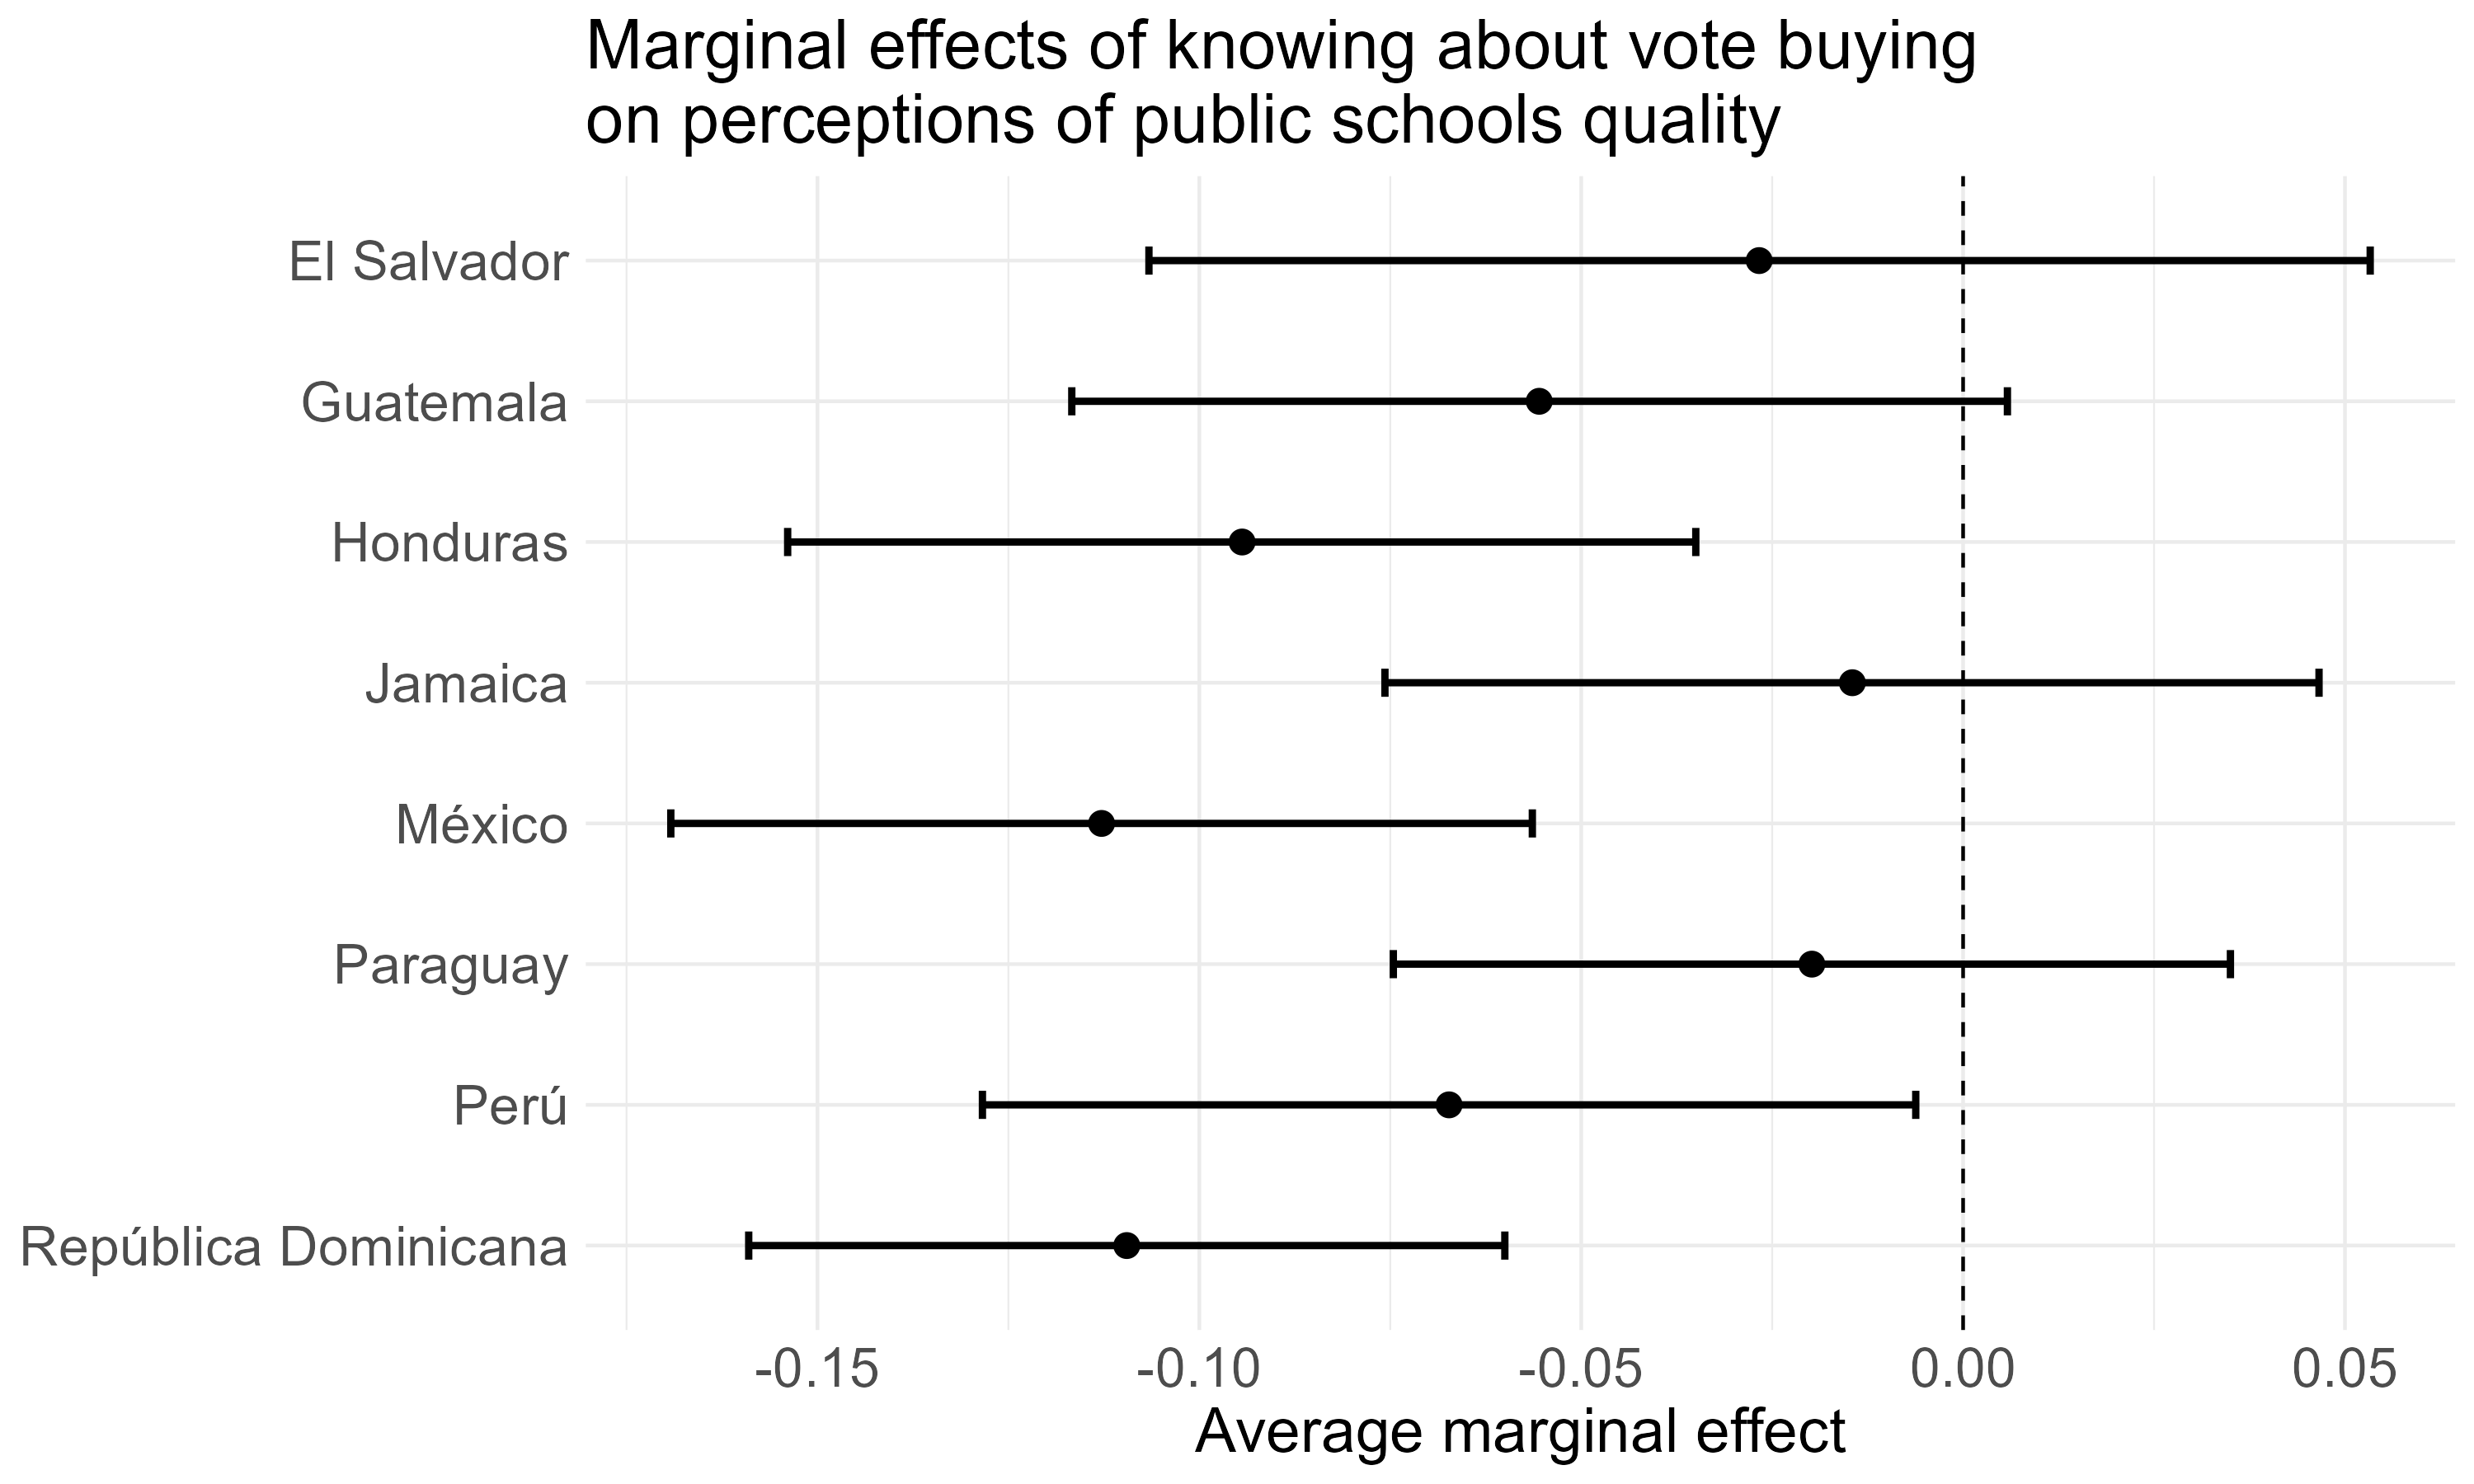 Marginal effects of knowing about vote buying
on perceptions of public schools quality
El Salvador
Guatemala
Honduras
Jamaica
México
Paraguay
Perú
República Dominicana
-0.15 -0.10 -0.05 0.00 0.05
Average marginal effect